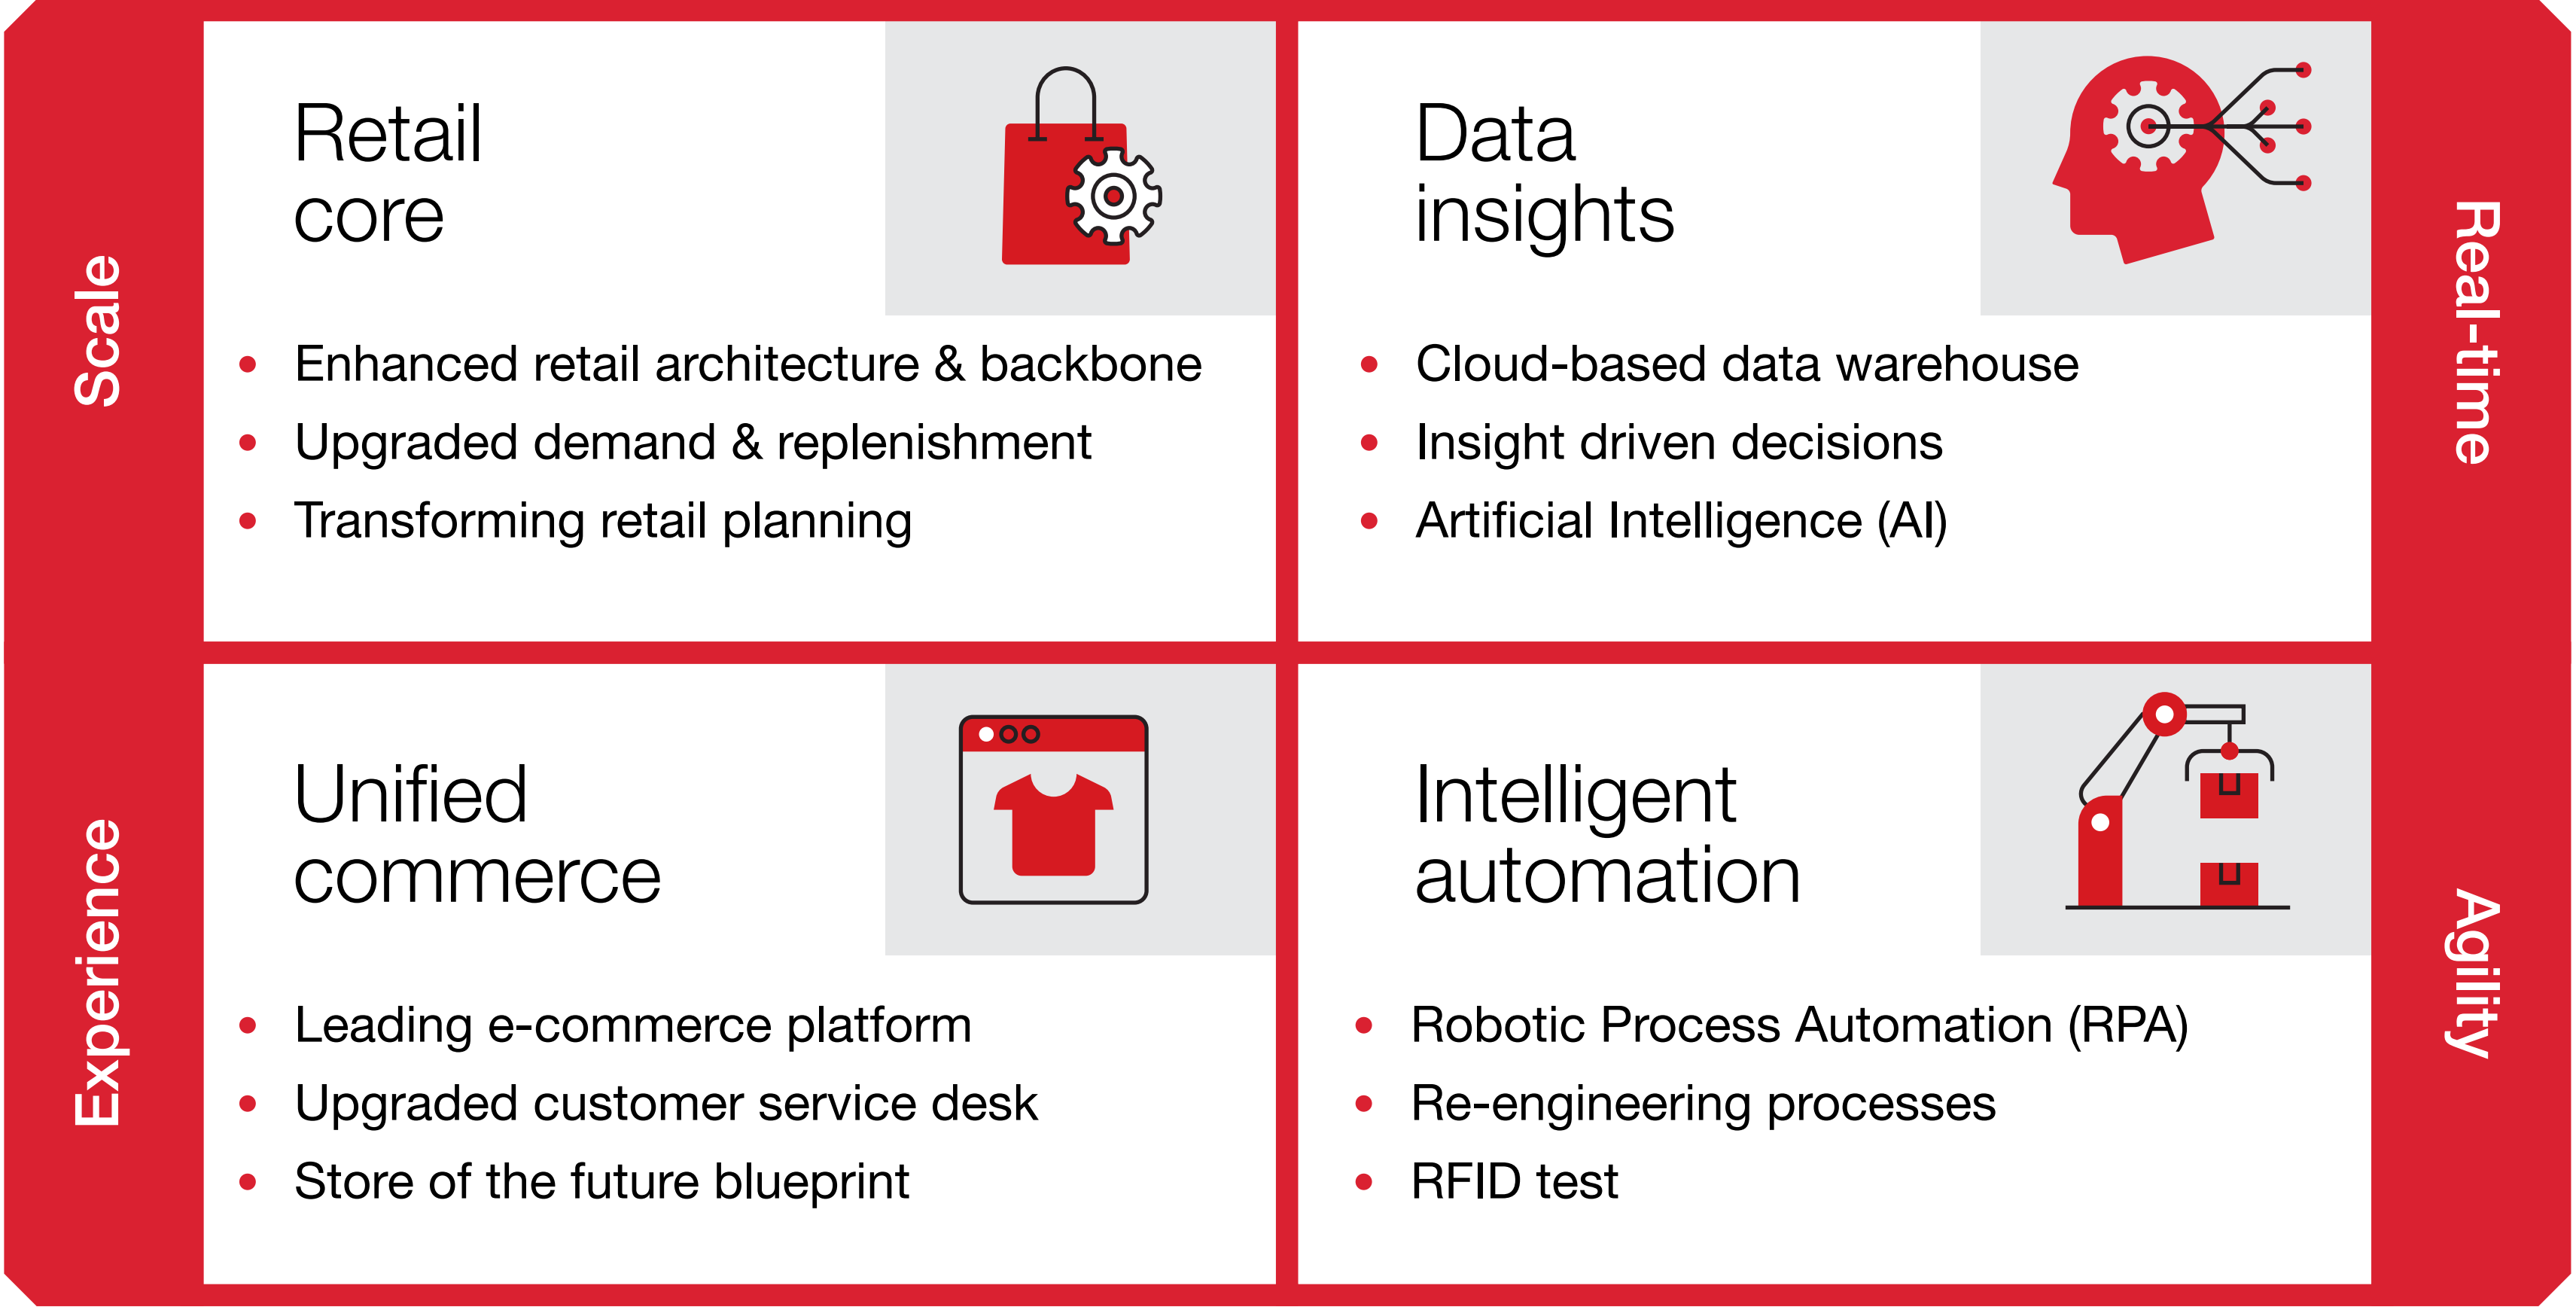 Scale
Retail
core
• Enhanced retail architecture & backbone
• Upgraded demand & replenishment
• Transforming retail planning
Data
insights
• Cloud-based data warehouse
• Insight driven decisions
• Artificial Intelligence (AI)
Real-time
Experience
Unified
commerce
• Leading e-commerce platform
• Upgraded customer service desk
• Store of the future blueprint
Intelligent
automation
• Robotic Process Automation (RPA)
• Re-engineering processes
• RFID test
Agility